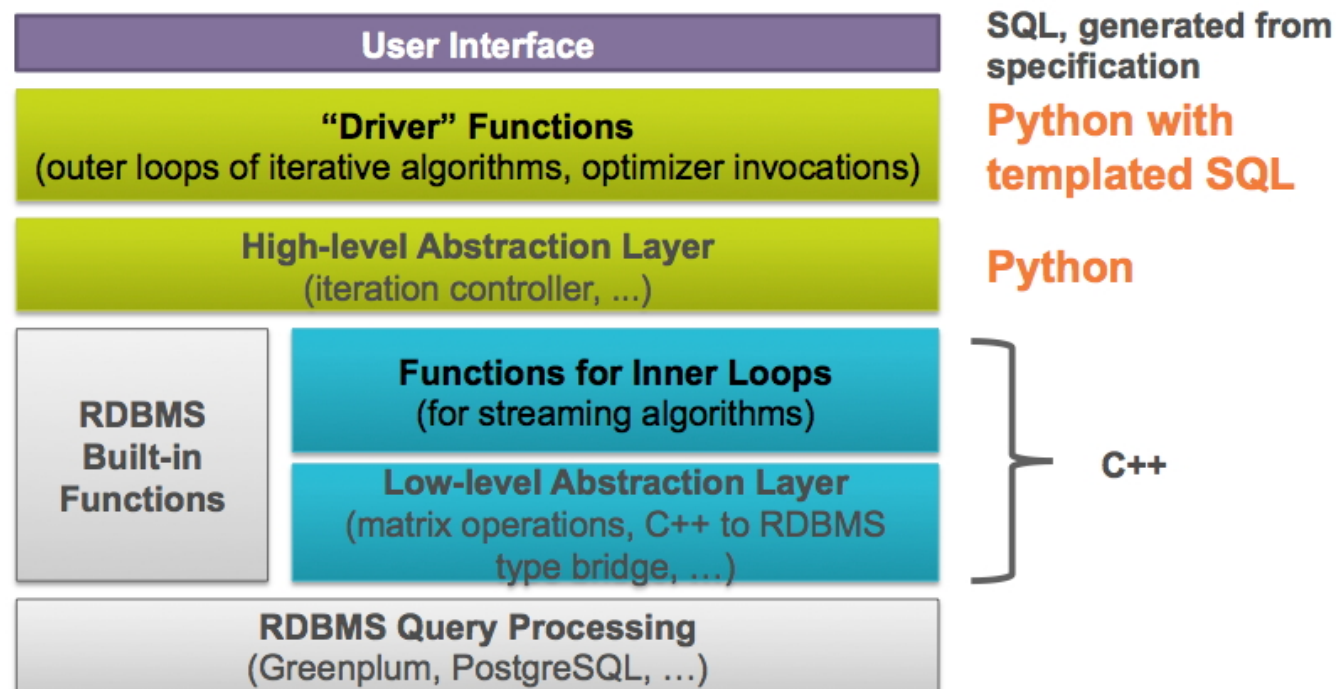 User Interface
SQL, generated from
specification
“Driver” Functions
(outer loops of iterative algorithms, optimizer invocations)
Python with
templated SQL
High-level Abstraction Layer
(iteration controller, ...)
Python
RDBMS
Built-in
Functions
Functions for Inner Loops
(for streaming algorithms)
Low-level Abstraction Layer
(matrix operations, C++ to RDBMS
type bridge, …)
C++
RDBMS Query Processing
(Greenplum, PostgreSQL, …)